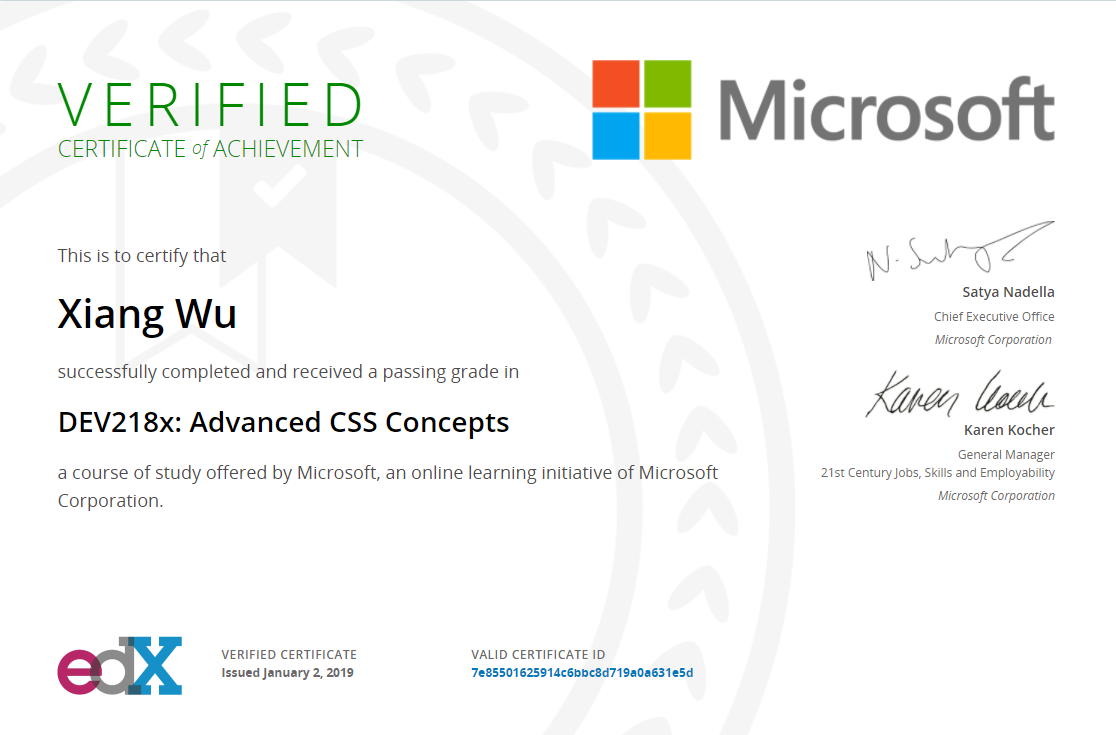 VERIFIED
CERTIFICATE of ACHIEVEMENT
Microsoft
This is to certify that
Xiang Wu
successfully completed and received a passing grade in
DEV218x: Advanced CSS Concepts
a course of study offered by Microsoft, an online learning initiative of Microsoft
Corporation.
N. Satya
Satya Nadella
Chief Executive Office
Microsoft Corporation
Karen Kocher
Karen Kocher
General Manager
21st Century Jobs, Skills and Employability
Microsoft Corporation
edX
VERIFIED CERTIFICATE
Issued January 2, 2019
VALID CERTIFICATE ID
7e85501625914c6bbc8d719a0a631e5d